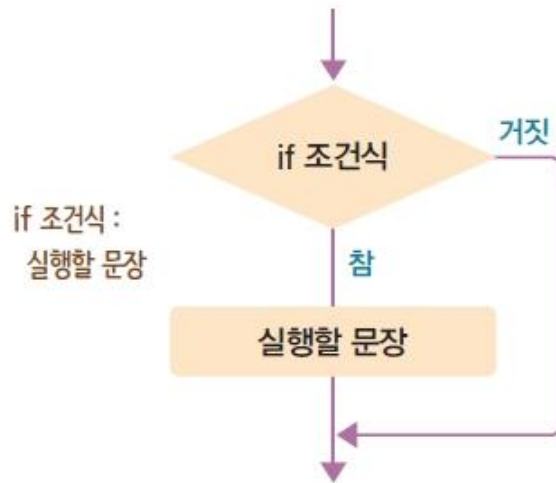 if 조건식
거짓
if 조건식 :
실행할 문장
참
실행할 문장